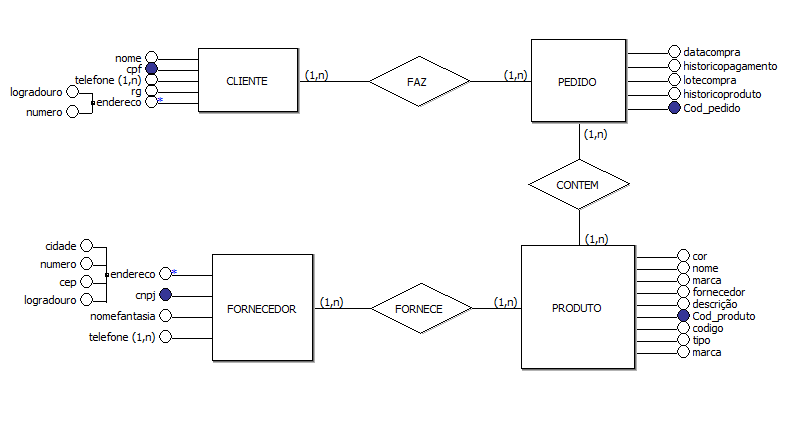 nome
cpf
telefone (1,n)
rg
endereco *
logradouro
numero
CLIENTE
(1,n)
FAZ
(1,n)
PEDIDO
datacompra
historicopagamento
lotecompra
historicoproduto
Cod_pedido
(1,n)
CONTEM
(1,n)
cidade
numero
cep
logradouro
endereco *
cnpj
nomefantasia
telefone (1,n)
FORNECEDOR
(1,n)
FORNECE
(1,n)
PRODUTO
cor
nome
marca
fornecedor
descrição
Cod_produto
codigo
tipo
marca